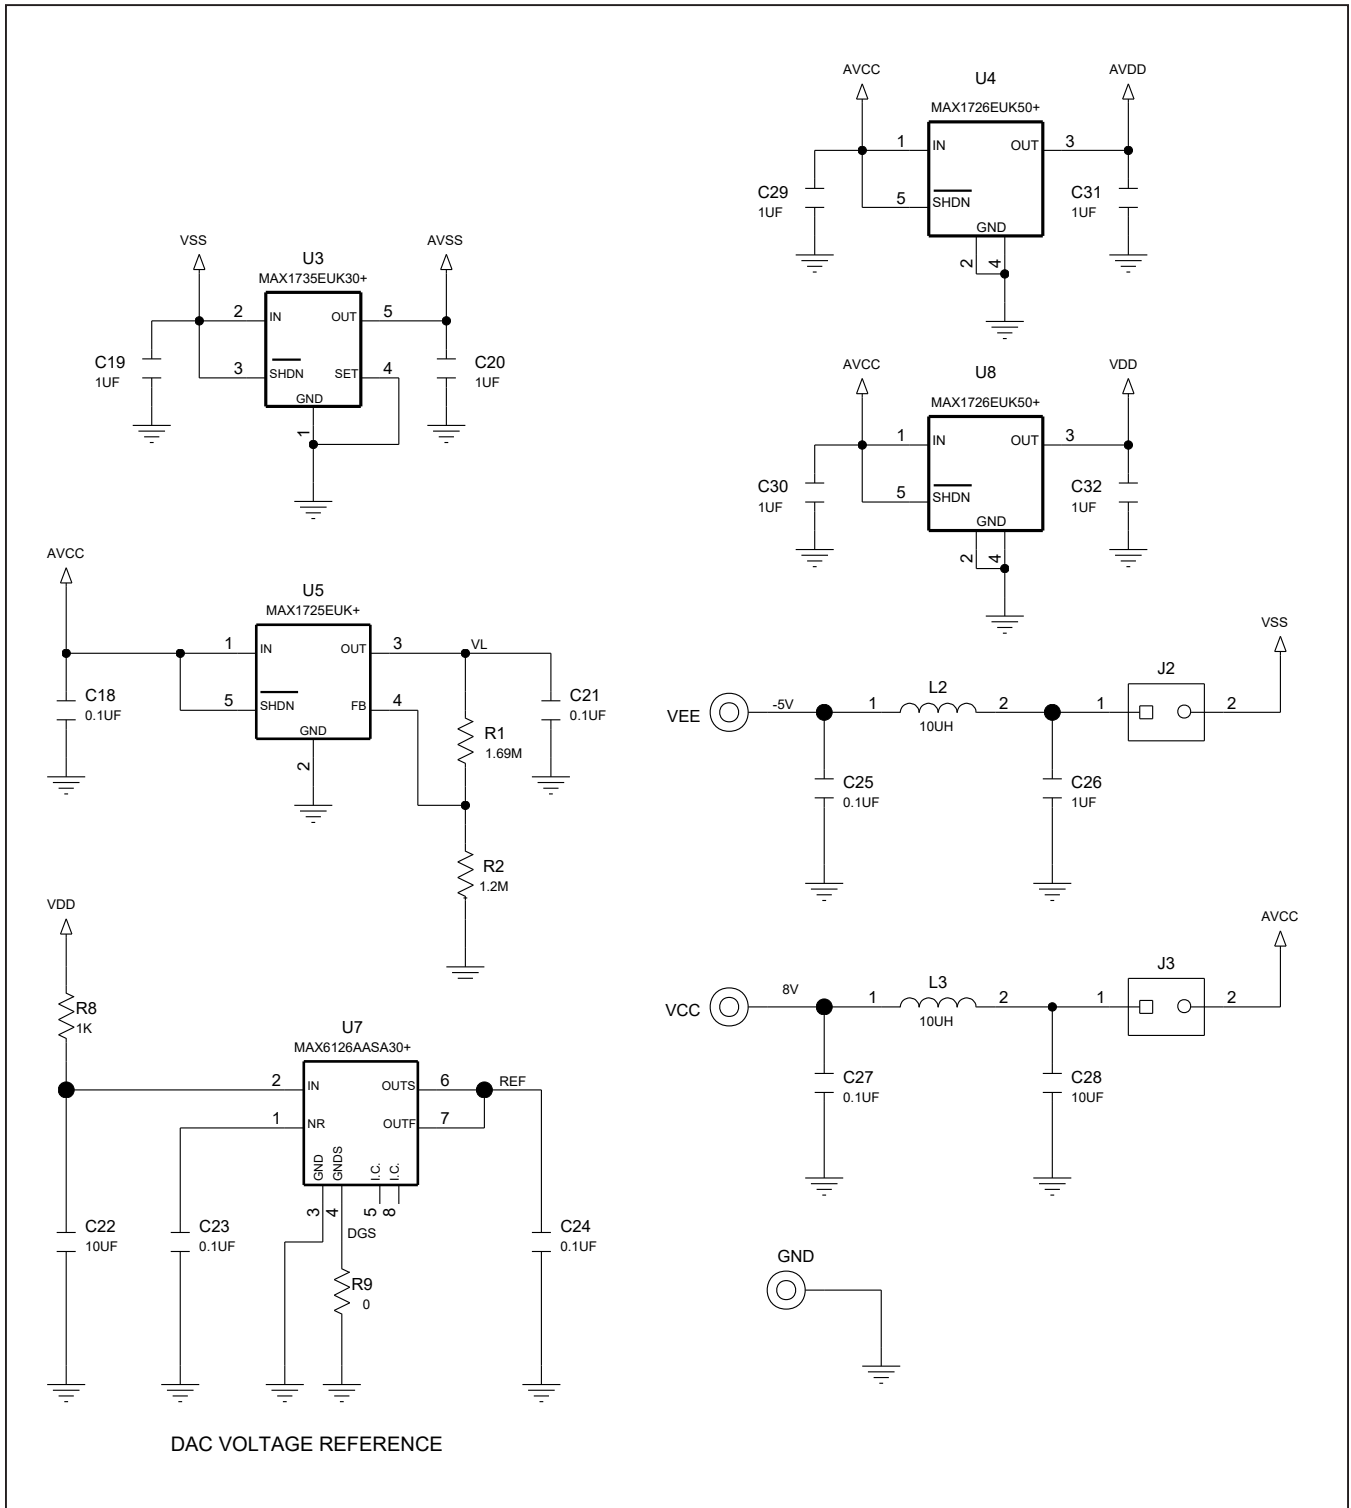 VSS
AVSS
U3
MAX1735EUK30+
2
IN
OUT
5
3
SHDN
SET
4
GND
1
C19
1UF
C20
1UF
AVCC
AVDD
U4
MAX1726EUK50+
1
IN
OUT
3
5
SHDN
GND
2
4
C29
1UF
C31
1UF
AVCC
VDD
U8
MAX1726EUK50+
1
IN
OUT
3
5
SHDN
GND
2
4
C30
1UF
C32
1UF
AVCC
U5
MAX1725EUK+
1
IN
OUT
3
VL
5
SHDN
FB
4
GND
2
C18
0.1UF
C21
0.1UF
R1
1.69M
R2
1.2M
VSS
VEE
-5V
1
L2
2
10UH
1
J2
2
C25
0.1UF
C26
1UF
AVCC
VCC
8V
1
L3
2
10UH
1
J3
2
C27
0.1UF
C28
10UF
VDD
R8
1K
U7
MAX6126AASA30+
2
IN
OUTS
6
REF
1
NR
OUTF
7
GND
GNDS
I.C.
I.C.
3
4
5
8
DGS
C22
10UF
C23
0.1UF
C24
0.1UF
R9
0
GND
DAC VOLTAGE REFERENCE